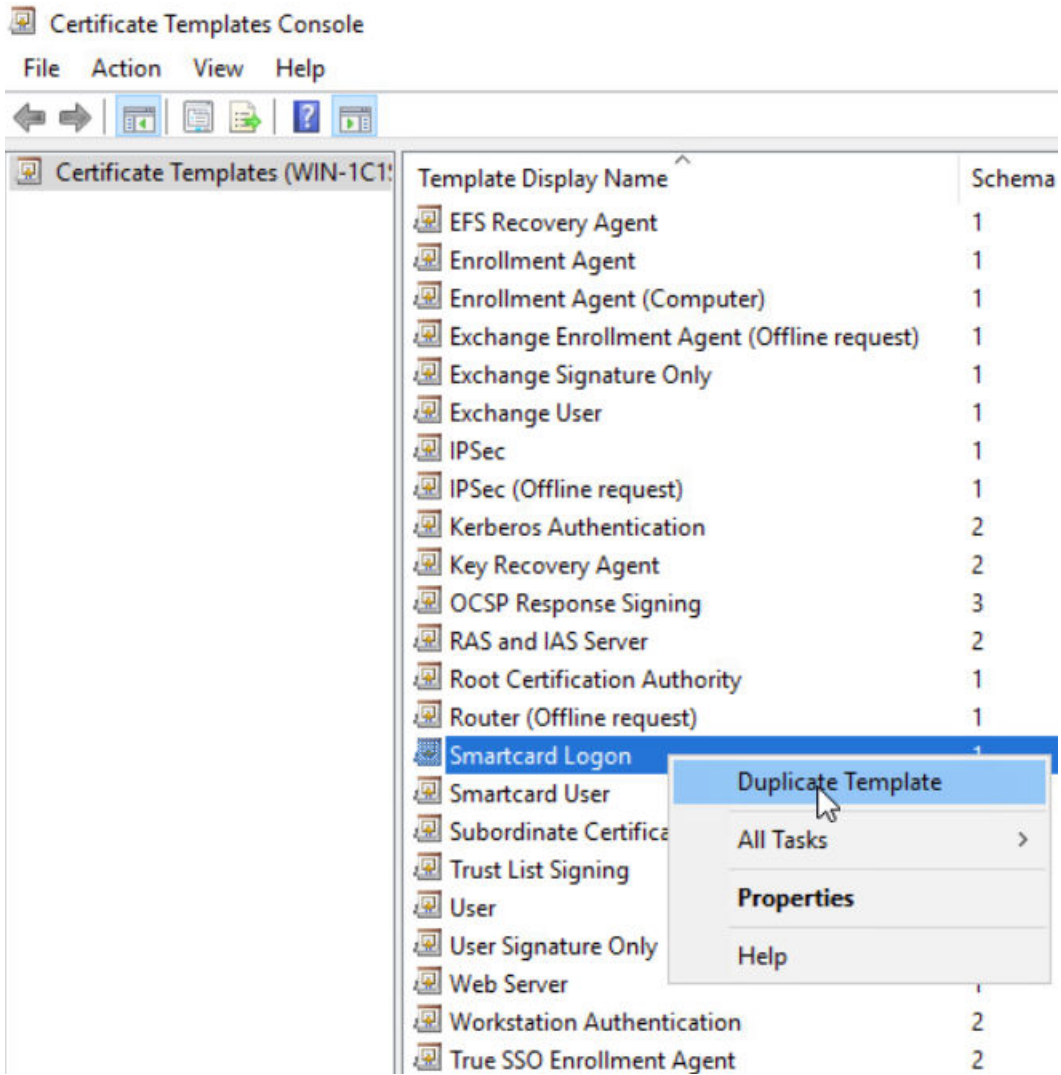 Certificate Templates Console
File Action View Help
Certificate Templates (WIN-1C1
Template Display Name Schema
EFS Recovery Agent 1
Enrollment Agent 1
Enrollment Agent (Computer) 1
Exchange Enrollment Agent (Offline request) 1
Exchange Signature Only 1
Exchange User 1
IPSec 1
IPSec (Offline request) 1
Kerberos Authentication 2
Key Recovery Agent 2
OCSP Response Signing 3
RAS and IAS Server 2
Root Certification Authority 1
Router (Offline request) 1
Smartcard Logon 1
Smartcard User
Subordinate Certifica
Trust List Signing
User
User Signature Only
Web Server 1
Workstation Authentication 2
True SSO Enrollment Agent 2
Duplicate Template
All Tasks >
Properties
Help